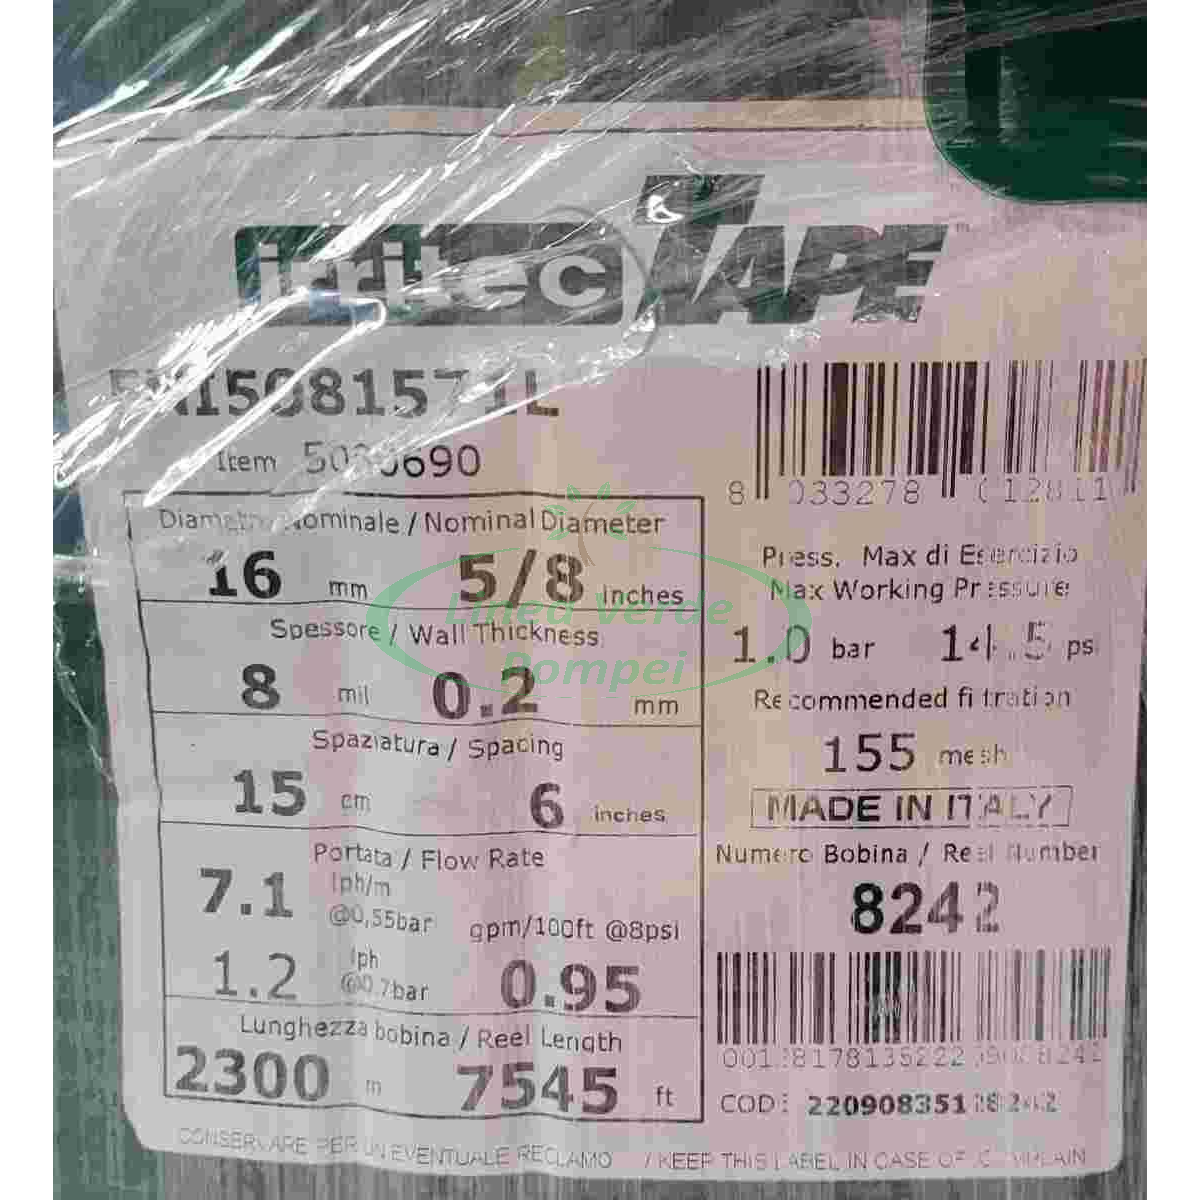 irritec TAPE™
Item
Nominale / Nominal Diameter
16 mm 5/8 inches
Spessore / Wall Thickness
8 mil 0.2 mm
Spaziatura / Spacing
15 cm 6 inches
Portata / Flow Rate
7.1 lph/m @0,55bar gpm/100ft @8psi
1.2 lph @0.7bar 0.95
Lunghezza bobina / Reel Length
2300 m 7545 ft
CONSERVARE PER UN EVENTUALE RECLAMO / KEEP THIS LABEL IN CASE OF
8 033278
Press. Max di Esercizio
Max Working Pressure
1.0 bar 14.5 psi
Recommended filtration
155 mesh
MADE IN ITALY
Numero Bobina / Reel Number
8242
COD:
Linea Verde
Pompei